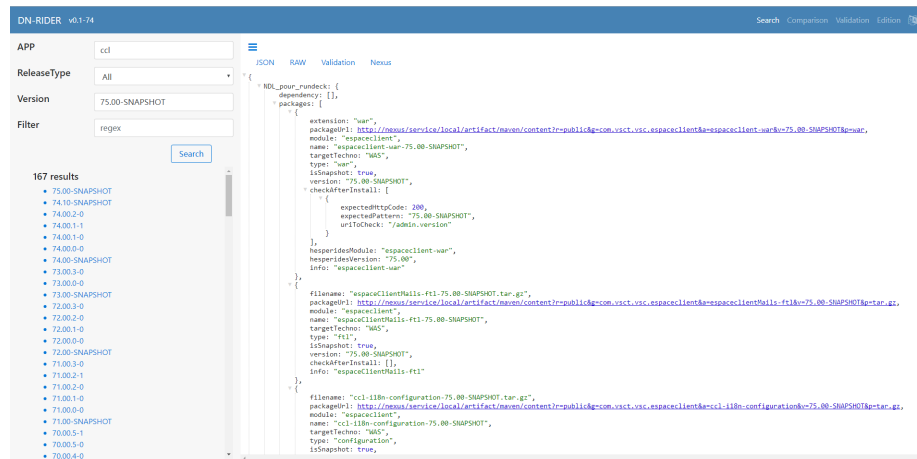 DN-RIDER v0.1-74
Search Comparison Validation Edition
APP
ccl
ReleaseType
All
Version
75.00-SNAPSHOT
Filter
regex
Search
167 results
75.00-SNAPSHOT
74.10-SNAPSHOT
74.00.2-0
74.00.1-1
74.00.1-0
74.00.0-0
74.00-SNAPSHOT
73.00.3-0
73.00.0-0
73.00-SNAPSHOT
72.00.3-0
72.00.2-0
72.00.1-0
72.00.0-0
72.00-SNAPSHOT
71.00.3-0
71.00.2-1
71.00.2-0
71.00.1-0
71.00.0-0
71.00-SNAPSHOT
70.00.5-1
70.00.5-0
70.00.4-0
JSON RAW Validation Nexus
{
NDL_pour_rundeck: {
dependency: [],
packages: [
{
extension: "war",
packageUrl: http://nexus/service/local/artifact/maven/content?r=public&g=com.vsct.vsc.espaceclient&a=espaceclient-war&v=75.00-SNAPSHOT&p=war,
module: "espaceclient",
name: "espaceclient-war-75.00-SNAPSHOT",
targetTechno: "WAS",
type: "war",
isSnapshot: true,
version: "75.00-SNAPSHOT",
checkAfterInstall: [
{
expectedHttpCode: 200,
expectedPattern: "75.00-SNAPSHOT",
uriToCheck: "/admin.version"
}
],
hesperidesModule: "espaceclient-war",
hesperidesVersion: "75.00",
info: "espaceclient-war"
},
{
filename: "espaceClientMails-ftl-75.00-SNAPSHOT.tar.gz",
packageUrl: http://nexus/service/local/artifact/maven/content?r=public&g=com.vsct.vsc.espaceclient&a=espaceclientMails-ftl&v=75.00-SNAPSHOT&p=tar.gz,
module: "espaceclient",
name: "espaceClientMails-ftl-75.00-SNAPSHOT",
targetTechno: "WAS",
type: "ftl",
isSnapshot: true,
version: "75.00-SNAPSHOT",
checkAfterInstall: [],
info: "espaceClientMails-ftl"
},
{
filename: "ccl-i18n-configuration-75.00-SNAPSHOT.tar.gz",
packageUrl: http://nexus/service/local/artifact/maven/content?r=public&g=com.vsct.vsc.espaceclient&a=ccl-i18n-configuration&v=75.00-SNAPSHOT&p=tar.gz,
module: "espaceclient",
name: "ccl-i18n-configuration-75.00-SNAPSHOT",
targetTechno: "WAS",
type: "configuration",
isSnapshot: true,